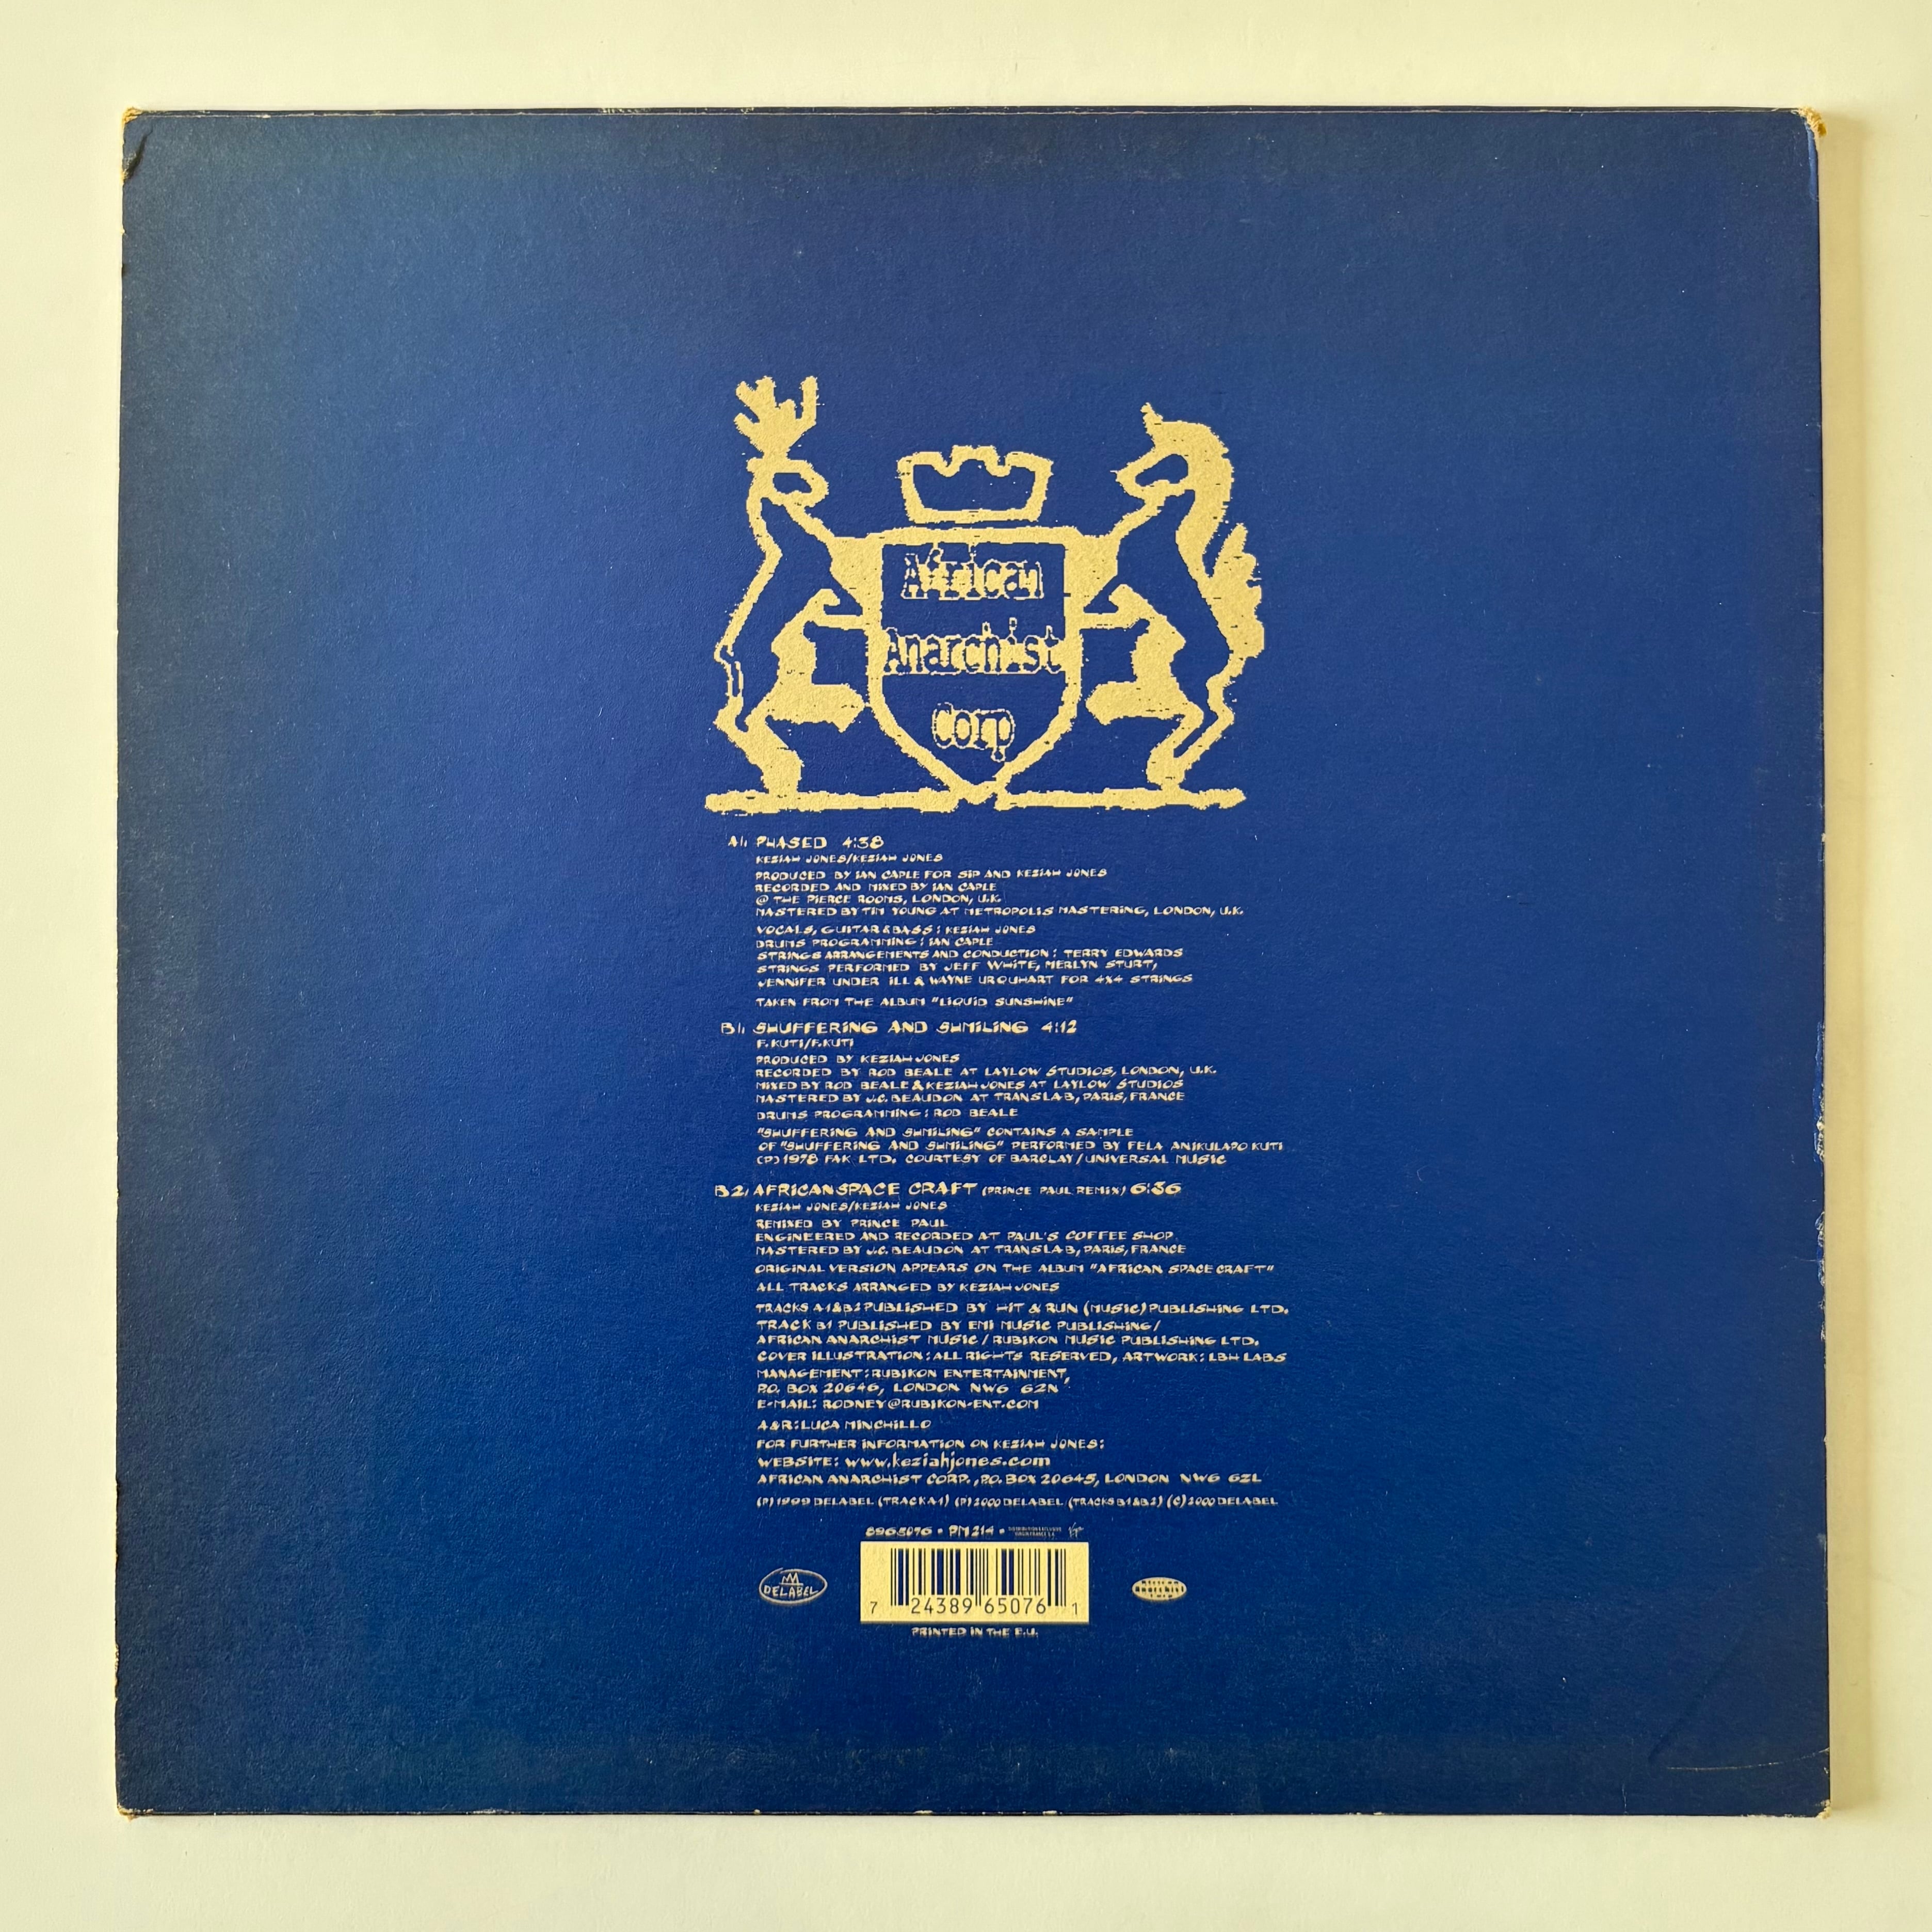 African
Anarchist
Corp
A1, PHASED 4:38
KEZIAH JONES/KEZIAH JONES
PRODUCED BY IAN CAPLE FOR SIP AND KEZIAH JONES
RECORDED AND MIXED BY IAN CAPLE
@ THE PIERCE ROOMS, LONDON, U.K.
MASTERED BY TIM YOUNG AT METROPOLIS MASTERING, LONDON, U.K.
VOCALS, GUITAR & BASS: KEZIAH JONES
DRUMS PROGRAMMING: IAN CAPLE
STRINGS ARRANGEMENTS AND CONDUCTION: TERRY EDWARDS
STRINGS PERFORMED BY JEFF WHITE, MERLYN STURT,
JENNIFER UNDER ILL & WAYNE URQUHART FOR 4X4 STRINGS
TAKEN FROM THE ALBUM "LIQUID SUNSHINE"
B1, SHUFFERING AND SHMILING 4:12
F. KUTI/F. KUTI
PRODUCED BY KEZIAH JONES
RECORDED BY ROD BEALE AT LAYLOW STUDIOS, LONDON, U.K.
MIXED BY ROD BEALE & KEZIAH JONES AT LAYLOW STUDIOS
MASTERED BY J.C. BEAUDON AT TRANSLAB, PARIS, FRANCE
DRUMS PROGRAMMING: ROD BEALE
"SHUFFERING AND SHMILING" CONTAINS A SAMPLE
OF "SHUFFERING AND SHMILING" PERFORMED BY FELA ANIKULAPO KUTI
(P) 1978 FAK LTD. COURTESY OF BARCLAY/UNIVERSAL MUSIC
B2, AFRICAN SPACE CRAFT (PRINCE PAUL REMIX) 6:36
KEZIAH JONES/KEZIAH JONES
REMIXED BY PRINCE PAUL
ENGINEERED AND RECORDED AT PAUL'S COFFEE SHOP
MASTERED BY J.C. BEAUDON AT TRANSLAB, PARIS, FRANCE
ORIGINAL VERSION APPEARS ON THE ALBUM "AFRICAN SPACE CRAFT"
ALL TRACKS ARRANGED BY KEZIAH JONES
TRACKS A1 & B2 PUBLISHED BY HIT & RUN (MUSIC) PUBLISHING LTD.
TRACK B1 PUBLISHED BY EMI MUSIC PUBLISHING/
AFRICAN ANARCHIST MUSIC/RUBIKON MUSIC PUBLISHING LTD.
COVER ILLUSTRATION: ALL RIGHTS RESERVED, ARTWORK: LBH LABS
MANAGEMENT: RUBIKON ENTERTAINMENT,
P.O. BOX 20646, LONDON NW6 6ZN
E-MAIL: RODNEY@RUBIKON-ENT.COM
A&R: LUCA MINCHILLO
FOR FURTHER INFORMATION ON KEZIAH JONES:
WEBSITE: www.keziahjones.com
AFRICAN ANARCHIST CORP., P.O. BOX 20645, LONDON NW6 6ZL
(P) 1999 DELABEL (TRACK A1) (P) 2000 DELABEL (TRACKS B1 & B2) (C) 2000 DELABEL
8965076 • PM 214 • DISTRIBUTION EXCLUSIVE VIRGIN FRANCE S.A. Virgin
DELABEL
7 24389 65076 1
African Anarchist Corp
PRINTED IN THE E.U.